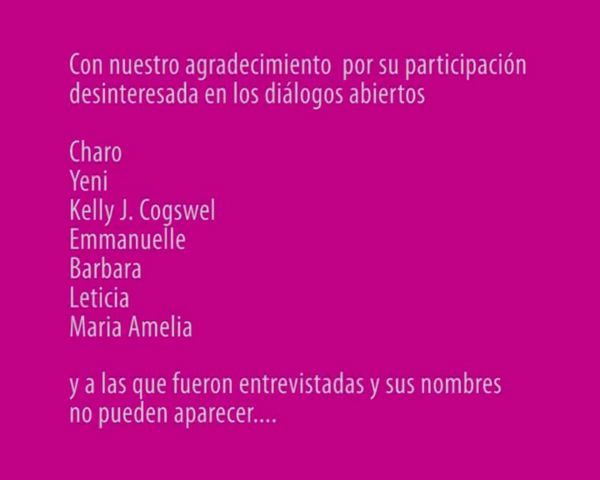 Con nuestro agradecimiento por su participación
desinteresada en los diálogos abiertos
Charo
Yeni
Kelly J. Cogswel
Emmanuelle
Barbara
Leticia
Maria Amelia
y a las que fueron entrevistadas y sus nombres
no pueden aparecer....